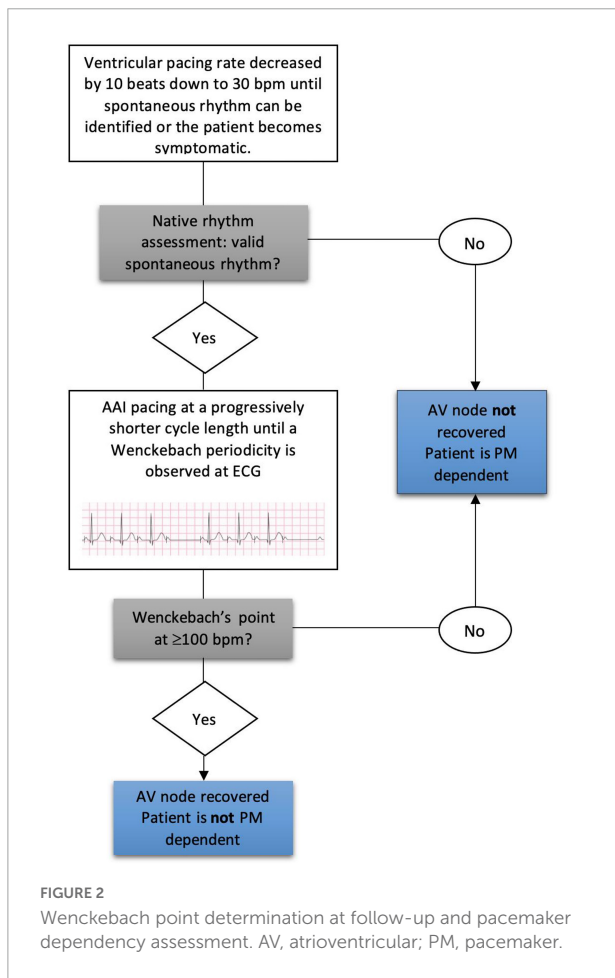 Ventricular pacing rate decreased
by 10 beats down to 30 bpm until
spontaneous rhythm can be
identified or the patient becomes
symptomatic.
Native rhythm
assessment: valid
spontaneous rhythm?
No
Yes
AAI pacing at a progressively
shorter cycle length until a
Wenckebach periodicity is
observed at ECG
AV node not
recovered
Patient is PM
dependent
Wenckebach's point
at ≥100 bpm?
No
Yes
AV node recovered
Patient is not PM
dependent
FIGURE 2
Wenckebach point determination at follow-up and pacemaker
dependency assessment. AV, atrioventricular; PM, pacemaker.